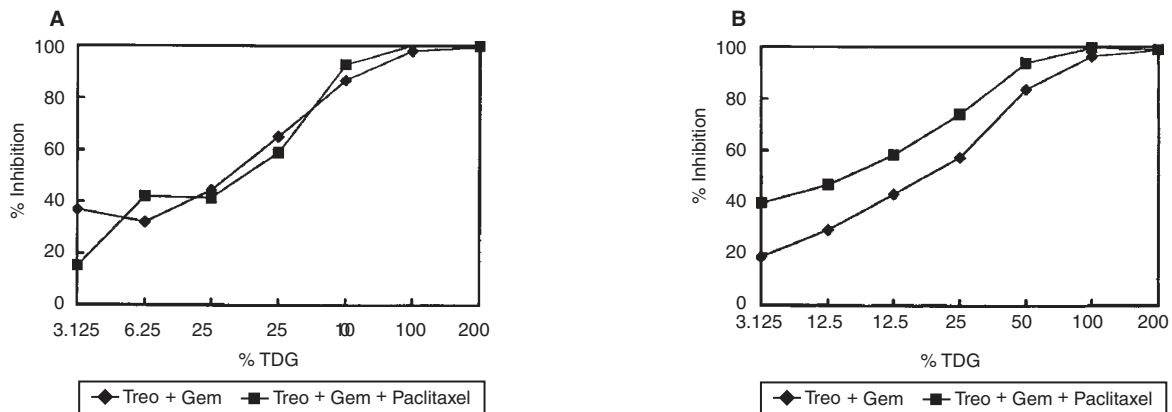 A
% Inhibition
100
80
60
40
20
0
3.125 6.25 25 25 100 200
% TDG
Treo + Gem Treo + Gem + Paclitaxel
B
% Inhibition
100
80
60
40
20
0
3.125 12.5 12.5 25 50 100 200
% TDG
Treo + Gem Treo + Gem + Paclitaxel